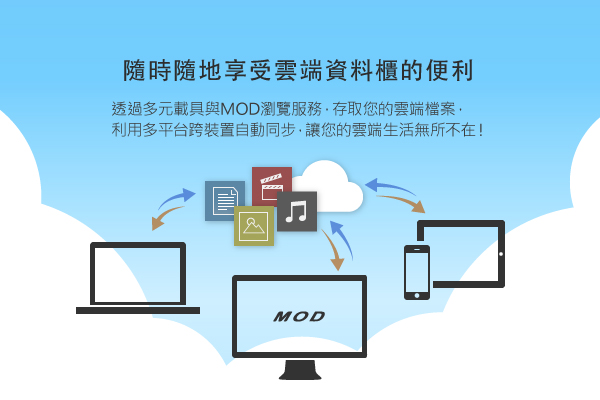 隨時隨地享受雲端資料櫃的便利
透過多元載具與MOD瀏覽服務，存取您的雲端檔案，
利用多平台跨裝置自動同步，讓您的雲端生活無所不在！
MOD